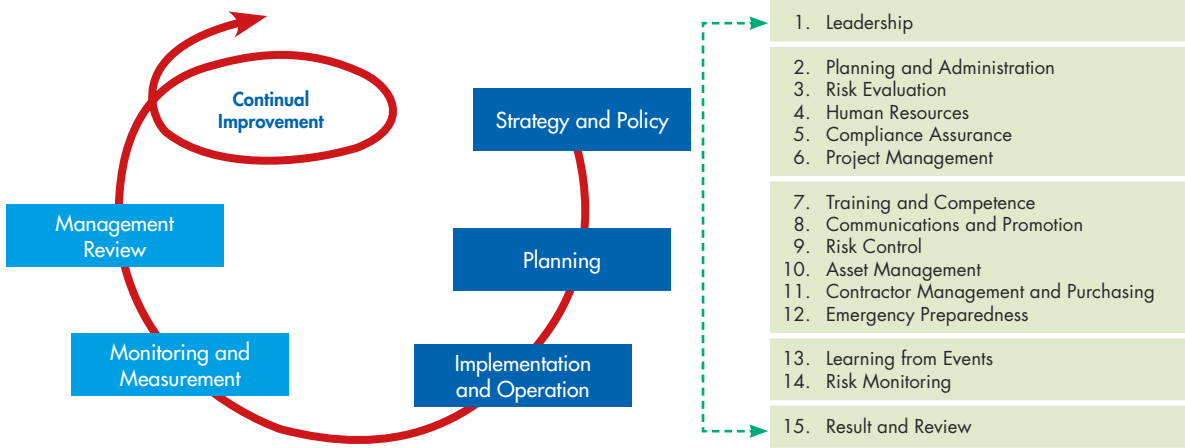 Continual
Improvement
Strategy and Policy
Management
Review
Planning
Monitoring and
Measurement
Implementation
and Operation
1. Leadership
2. Planning and Administration
3. Risk Evaluation
4. Human Resources
5. Compliance Assurance
6. Project Management
7. Training and Competence
8. Communications and Promotion
9. Risk Control
10. Asset Management
11. Contractor Management and Purchasing
12. Emergency Preparedness
13. Learning from Events
14. Risk Monitoring
15. Result and Review